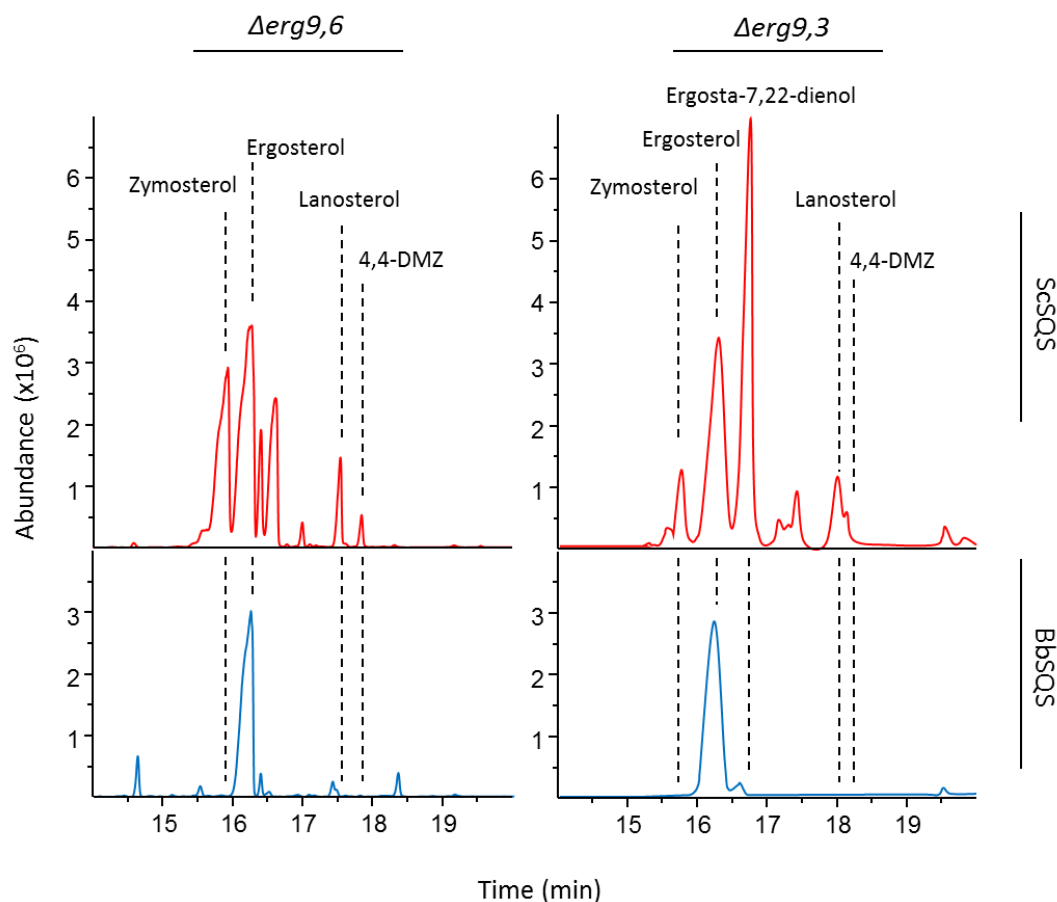 Δerg9,6
Δerg9,3
Ergosta-7,22-dienol
Ergosterol
Ergosterol
Zymosterol
Zymosterol
Lanosterol
Lanosterol
4,4-DMZ
4,4-DMZ
6
5
4
3
2
1
6
5
4
3
2
1
ScSQS
Abundance (x10⁶)
3
2
1
3
2
1
BbSQS
15 16 17 18 19
15 16 17 18 19
Time (min)